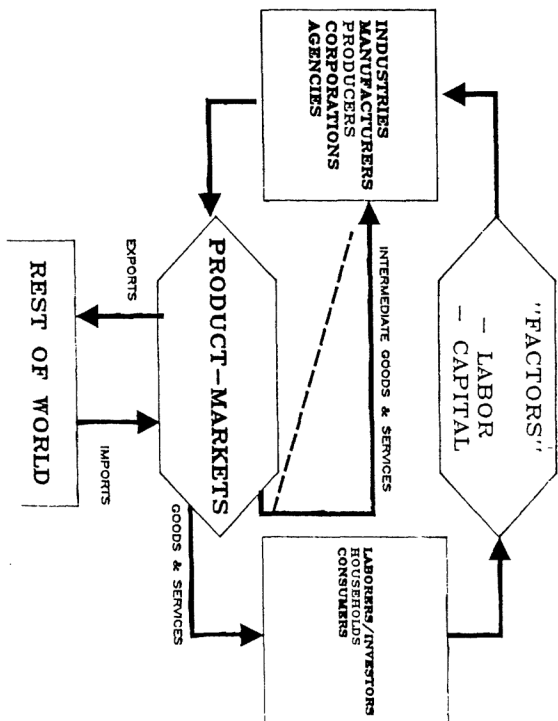 "FACTORS"
– LABOR
– CAPITAL
INDUSTRIES
MANUFACTURERS
PRODUCERS
CORPORATIONS
AGENCIES
INTERMEDIATE GOODS & SERVICES
LABORERS/INVESTORS
HOUSEHOLDS
CONSUMERS
PRODUCT–MARKETS
GOODS & SERVICES
EXPORTS
IMPORTS
REST OF WORLD